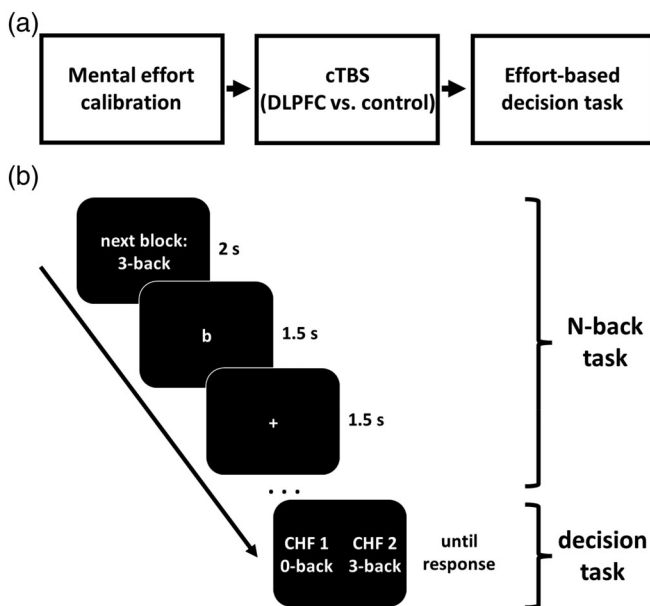 (a)
Mental effort
calibration
cTBS
(DLPFC vs. control)
Effort-based
decision task
(b)
next block:
3-back
2 s
b
1.5 s
+
1.5 s
N-back
task
...
CHF 1 CHF 2
0-back 3-back
until
response
decision
task